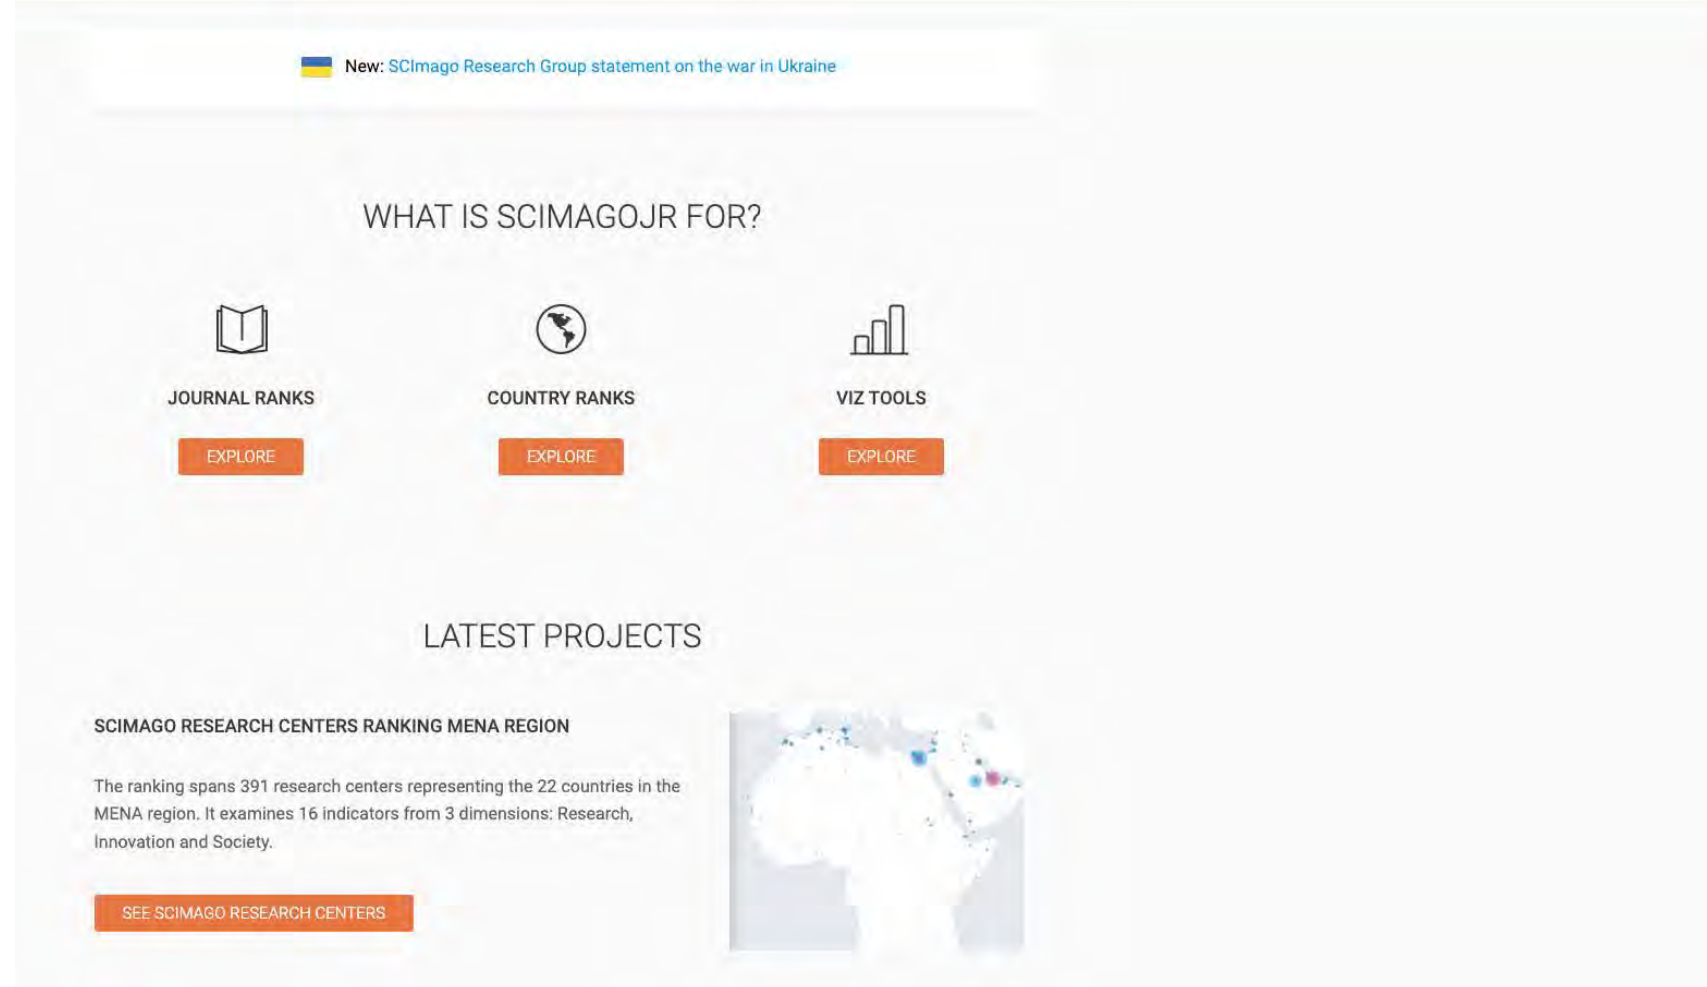 New: SCImago Research Group statement on the war in Ukraine
WHAT IS SCIMAGOJR FOR?
JOURNAL RANKS
COUNTRY RANKS
VIZ TOOLS
EXPLORE
EXPLORE
EXPLORE
LATEST PROJECTS
SCIMAGO RESEARCH CENTERS RANKING MENA REGION
The ranking spans 391 research centers representing the 22 countries in the
MENA region. It examines 16 indicators from 3 dimensions: Research,
Innovation and Society.
SEE SCIMAGO RESEARCH CENTERS